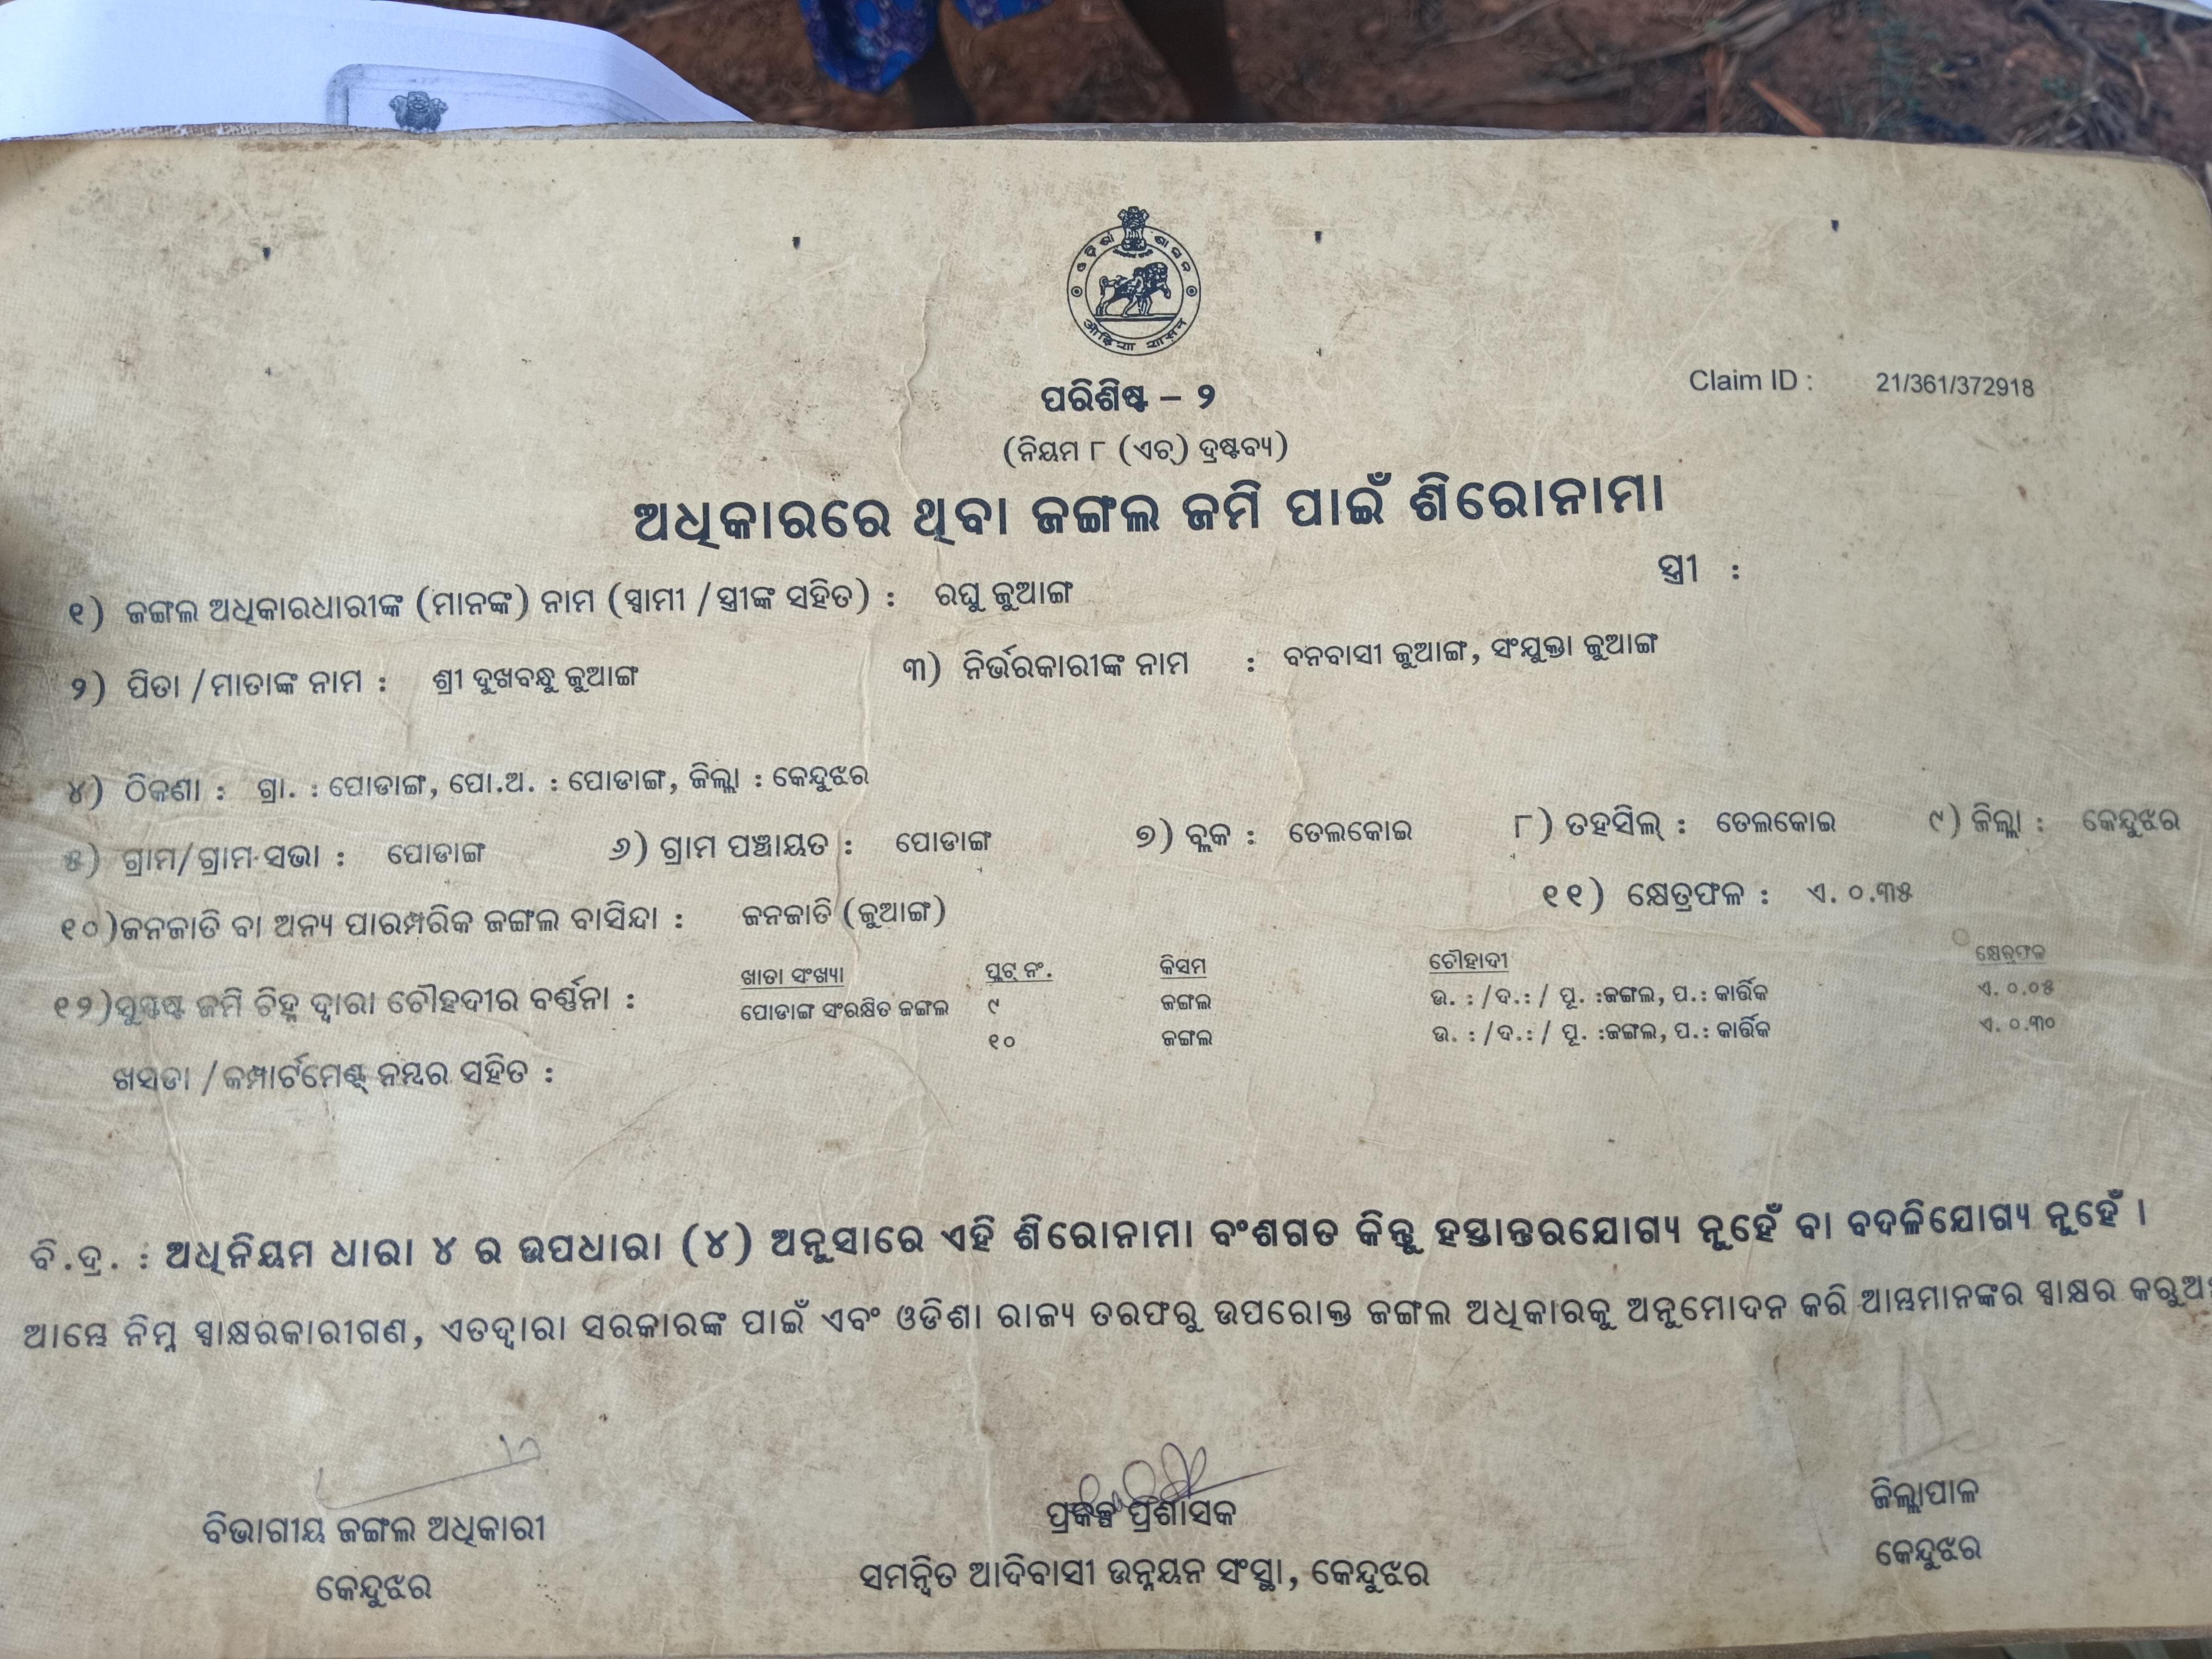 ଓଡ଼ିଶା ଶାସନ
ओड़िशा शासन
ପରିଶିଷ୍ଟ – ୨
Claim ID : 21/361/372918
(ନିୟମ ୮ (ଏଚ୍) ଦ୍ରଷ୍ଟବ୍ୟ)
ଅଧିକାରରେ ଥିବା ଜଙ୍ଗଲ ଜମି ପାଇଁ ଶିରୋନାମା
୧) ଜଙ୍ଗଲ ଅଧିକାରଧାରୀଙ୍କ (ମାନଙ୍କ) ନାମ (ସ୍ୱାମୀ /ସ୍ତ୍ରୀଙ୍କ ସହିତ) : ରଘୁ ଜୁଆଙ୍ଗ ସ୍ତ୍ରୀ :
୨) ପିତା /ମାତାଙ୍କ ନାମ : ଶ୍ରୀ ଦୁଖବନ୍ଧୁ ଜୁଆଙ୍ଗ ୩) ନିର୍ଭରକାରୀଙ୍କ ନାମ : ବନବାସୀ ଜୁଆଙ୍ଗ, ସଂଯୁକ୍ତା ଜୁଆଙ୍ଗ
୪) ଠିକଣା : ଗ୍ରା. : ପୋଡାଙ୍ଗ, ପୋ.ଅ. : ପୋଡାଙ୍ଗ, ଜିଲ୍ଲା : କେନ୍ଦୁଝର
୫) ଗ୍ରାମ/ଗ୍ରାମ ସଭା : ପୋଡାଙ୍ଗ ୬) ଗ୍ରାମ ପଞ୍ଚାୟତ : ପୋଡାଙ୍ଗ ୭) ବ୍ଲକ : ତେଲକୋଇ ୮) ତହସିଲ୍ : ତେଲକୋଇ ୯) ଜିଲ୍ଲା : କେନ୍ଦୁଝର
୧୦)ଜନଜାତି ବା ଅନ୍ୟ ପାରମ୍ପରିକ ଜଙ୍ଗଲ ବାସିନ୍ଦା : ଜନଜାତି (ଜୁଆଙ୍ଗ) ୧୧) କ୍ଷେତ୍ରଫଳ : ଏ. ୦.୩୫
ଖାତା ସଂଖ୍ୟା ପ୍ଲଟ୍ ନଂ. କିସମ ଚୌହାଦୀ କ୍ଷେତ୍ରଫଳ
୧୨)ସୁସ୍ପଷ୍ଟ ଜମି ଚିହ୍ନ ଦ୍ୱାରା ଚୌହଦୀର ବର୍ଣ୍ଣନା : ପୋଡାଙ୍ଗ ସଂରକ୍ଷିତ ଜଙ୍ଗଲ ୯ ଜଙ୍ଗଲ ଉ. : /ଦ.: / ପୂ. :ଜଙ୍ଗଲ, ପ.: କାର୍ତ୍ତିକ ଏ. ୦.୦୫
୧୦ ଜଙ୍ଗଲ ଉ. : /ଦ.: / ପୂ. :ଜଙ୍ଗଲ, ପ.: କାର୍ତ୍ତିକ ଏ. ୦.୩୦
ଖସଡା /କମ୍ପାର୍ଟମେଣ୍ଟ୍ ନମ୍ବର ସହିତ :
ବି.ଦ୍ର. : ଅଧିନିୟମ ଧାରା ୪ ର ଉପଧାରା (୪) ଅନୁସାରେ ଏହି ଶିରୋନାମା ବଂଶଗତ କିନ୍ତୁ ହସ୍ତାନ୍ତରଯୋଗ୍ୟ ନୁହେଁ ବା ବଦଳିଯୋଗ୍ୟ ନୁହେଁ ।
ଆମ୍ଭେ ନିମ୍ନ ସ୍ୱାକ୍ଷରକାରୀଗଣ, ଏତଦ୍ୱାରା ସରକାରଙ୍କ ପାଇଁ ଏବଂ ଓଡିଶା ରାଜ୍ୟ ତରଫରୁ ଉପରୋକ୍ତ ଜଙ୍ଗଲ ଅଧିକାରକୁ ଅନୁମୋଦନ କରି ଆମ୍ଭମାନଙ୍କର ସ୍ୱାକ୍ଷର
ବିଭାଗୀୟ ଜଙ୍ଗଲ ଅଧିକାରୀ
କେନ୍ଦୁଝର
ପ୍ରକଳ୍ପ ପ୍ରଶାସକ
ସମନ୍ୱିତ ଆଦିବାସୀ ଉନ୍ନୟନ ସଂସ୍ଥା, କେନ୍ଦୁଝର
ଜିଲ୍ଲାପାଳ
କେନ୍ଦୁଝର